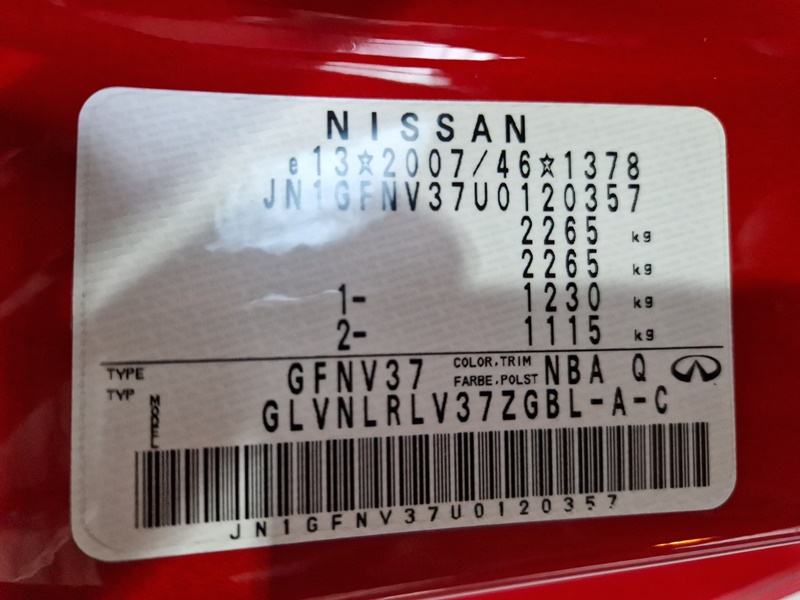 NISSAN
e13☆2007/46☆1378
JN1GFNV37U0120357
2265 kg
2265 kg
1- 1230 kg
2- 1115 kg
TYPE GFNV37 COLOR,TRIM NBA Q
TYP FARBE,POLST
MODEL GLVNLRLV37ZGBL-A-C
JN1GFNV37U0120357